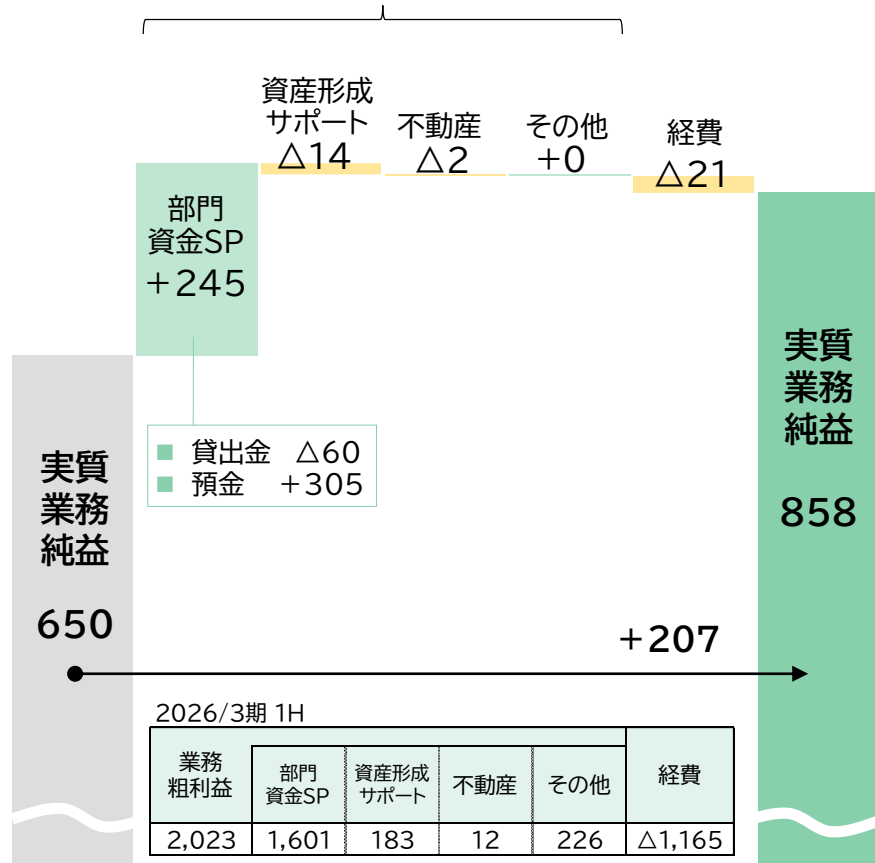 資産形成
サポート
△14
不動産
△2
その他
+0
経費
△21
部門
資金SP
+245
■ 貸出金 △60
■ 預金 +305
実質
業務
純益
650
実質
業務
純益
858
+207
2026/3期 1H
業務
粗利益
部門
資金SP
資産形成
サポート
不動産
その他
経費
2,023 1,601 183 12 226 △1,165